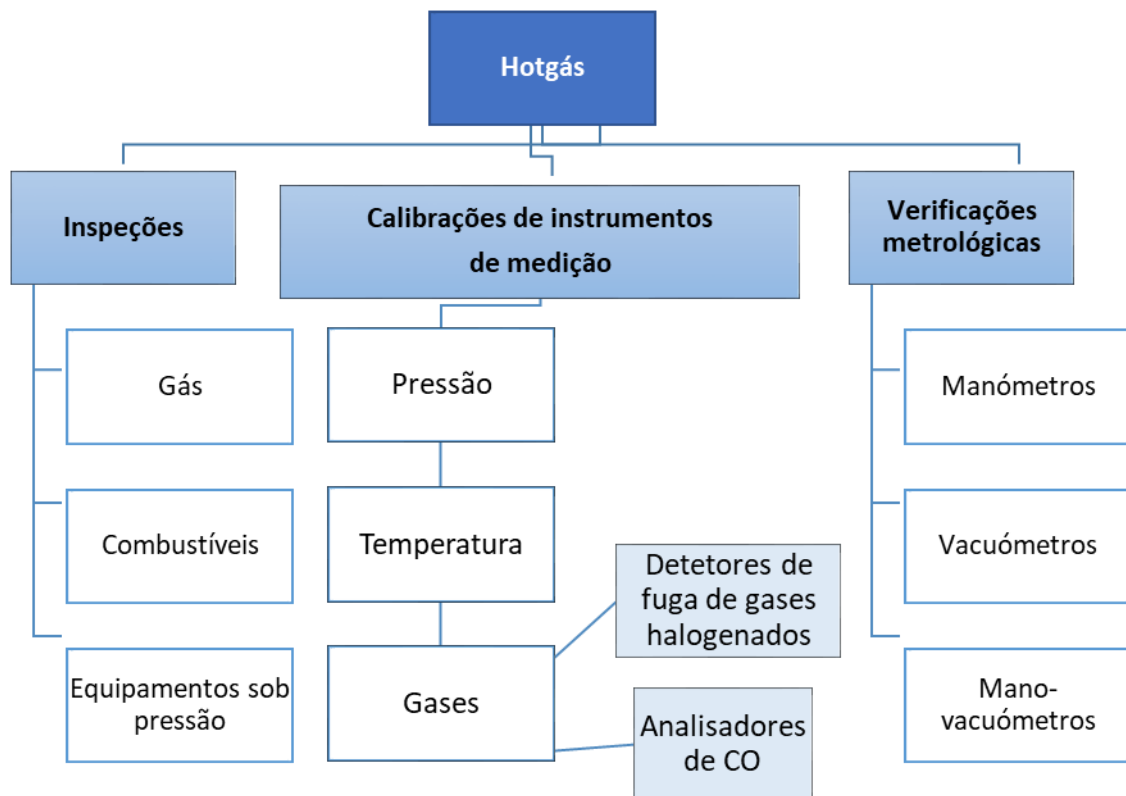 Hotgás
Inspeções
Calibrações de instrumentos
de medição
Verificações
metrológicas
Gás
Pressão
Manómetros
Combustíveis
Temperatura
Vacuómetros
Detetores de
fuga de gases
halogenados
Equipamentos sob
pressão
Gases
Analisadores
de CO
Mano-
vacuómetros